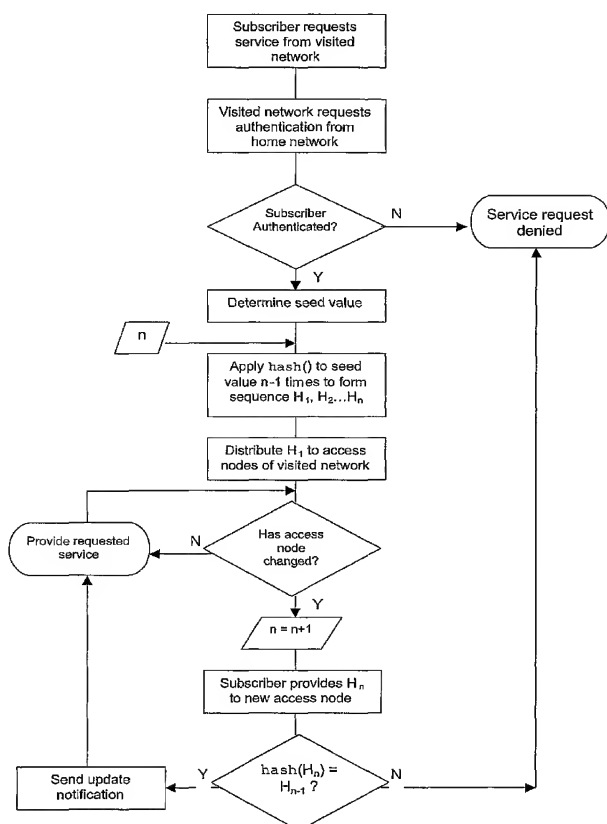 Subscriber requests
service from visited
network
Visited network requests
authentication from
home network
Subscriber
Authenticated?
N
Service request
denied
Y
Determine seed value
n
Apply hash() to seed
value n-1 times to form
sequence H₁, H₂...Hₙ
Distribute H₁ to access
nodes of visited network
Provide requested
service
N
Has access
node
changed?
Y
n = n+1
Subscriber provides Hₙ
to new access node
Send update
notification
Y
hash(Hₙ) =
Hₙ₋₁ ?
N